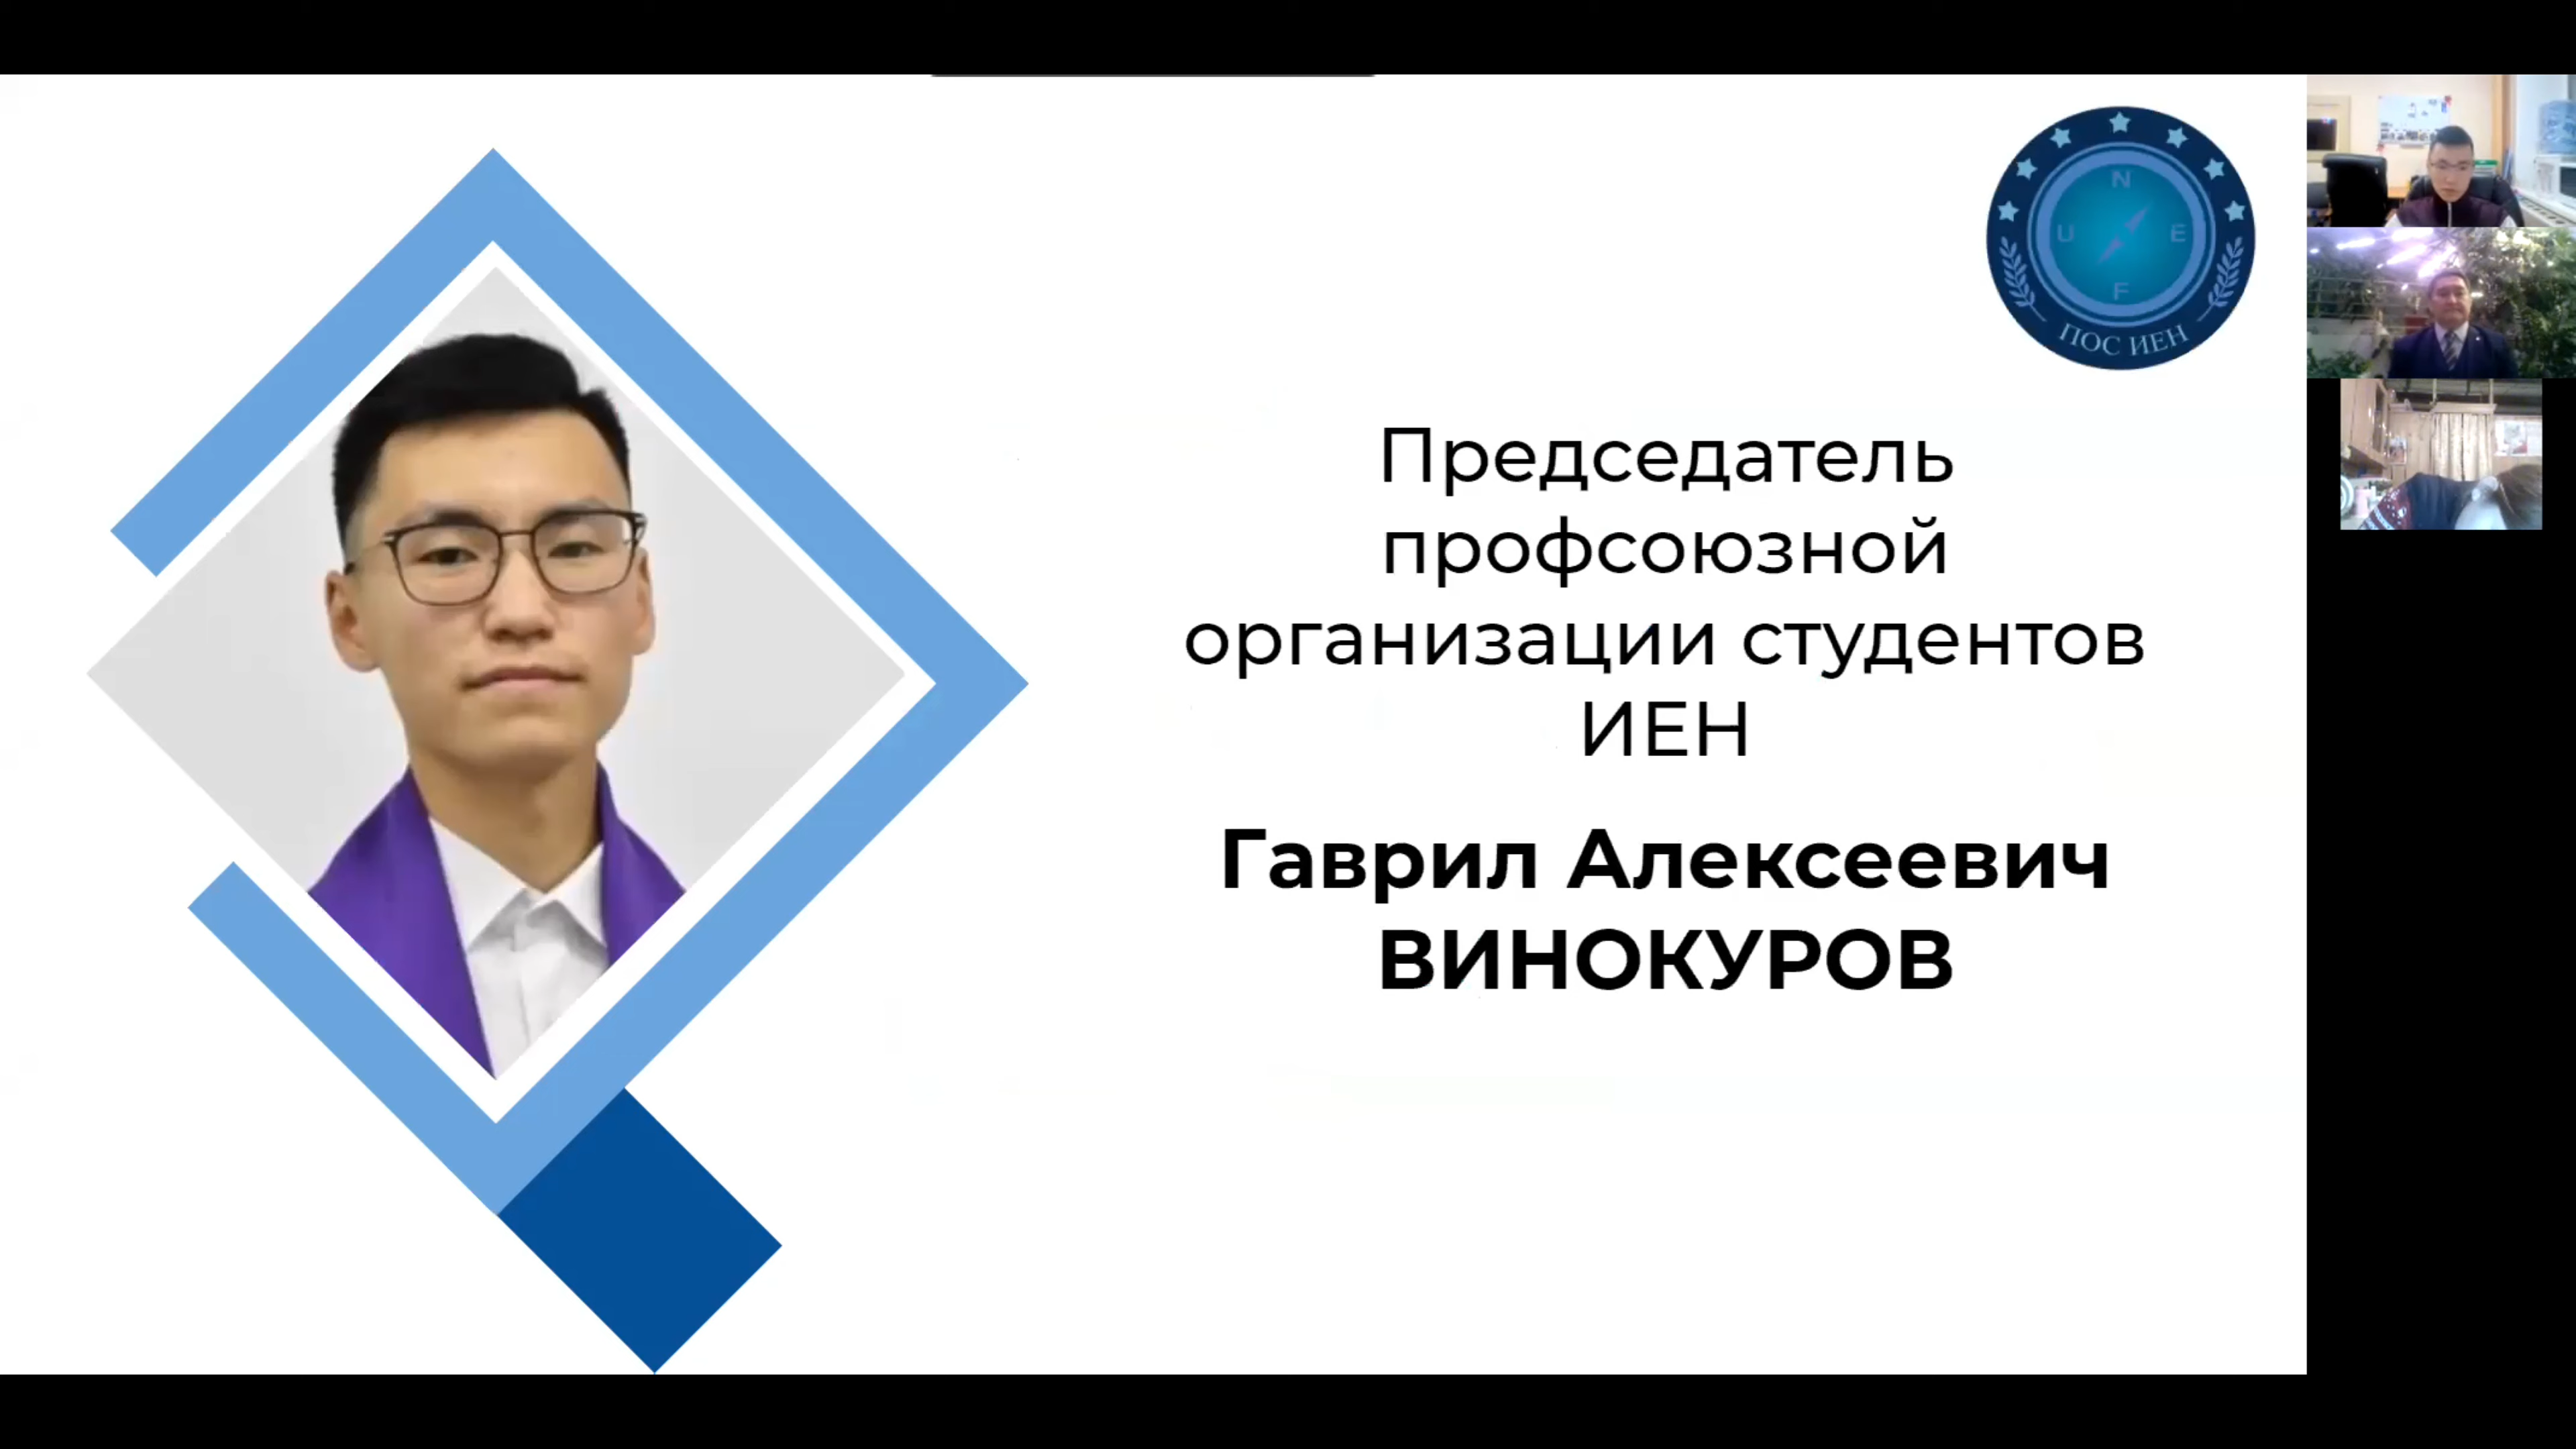 N
U E
F
ПОС ИЕН
Председатель
профсоюзной
организации студентов
ИЕН
Гаврил Алексеевич
ВИНОКУРОВ